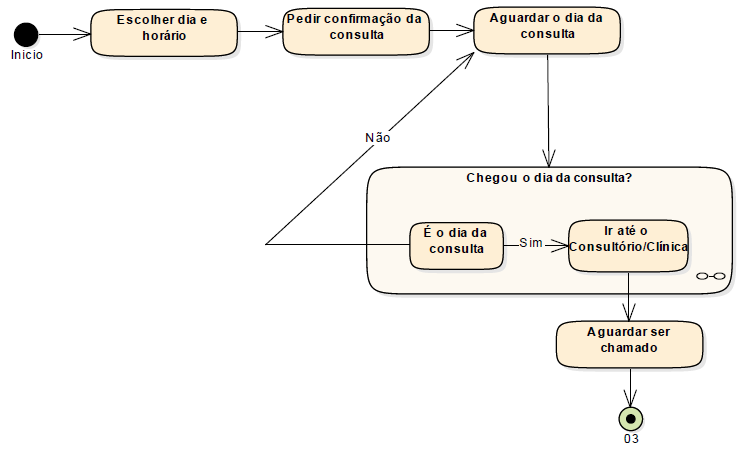 Escolher dia e
horário
Pedir confirmação da
consulta
Aguardar o dia da
consulta
Inicio
Não
Chegou o dia da consulta?
É o dia da
consulta
Sim
Ir até o
Consultório/Clínica
Aguardar ser
chamado
03